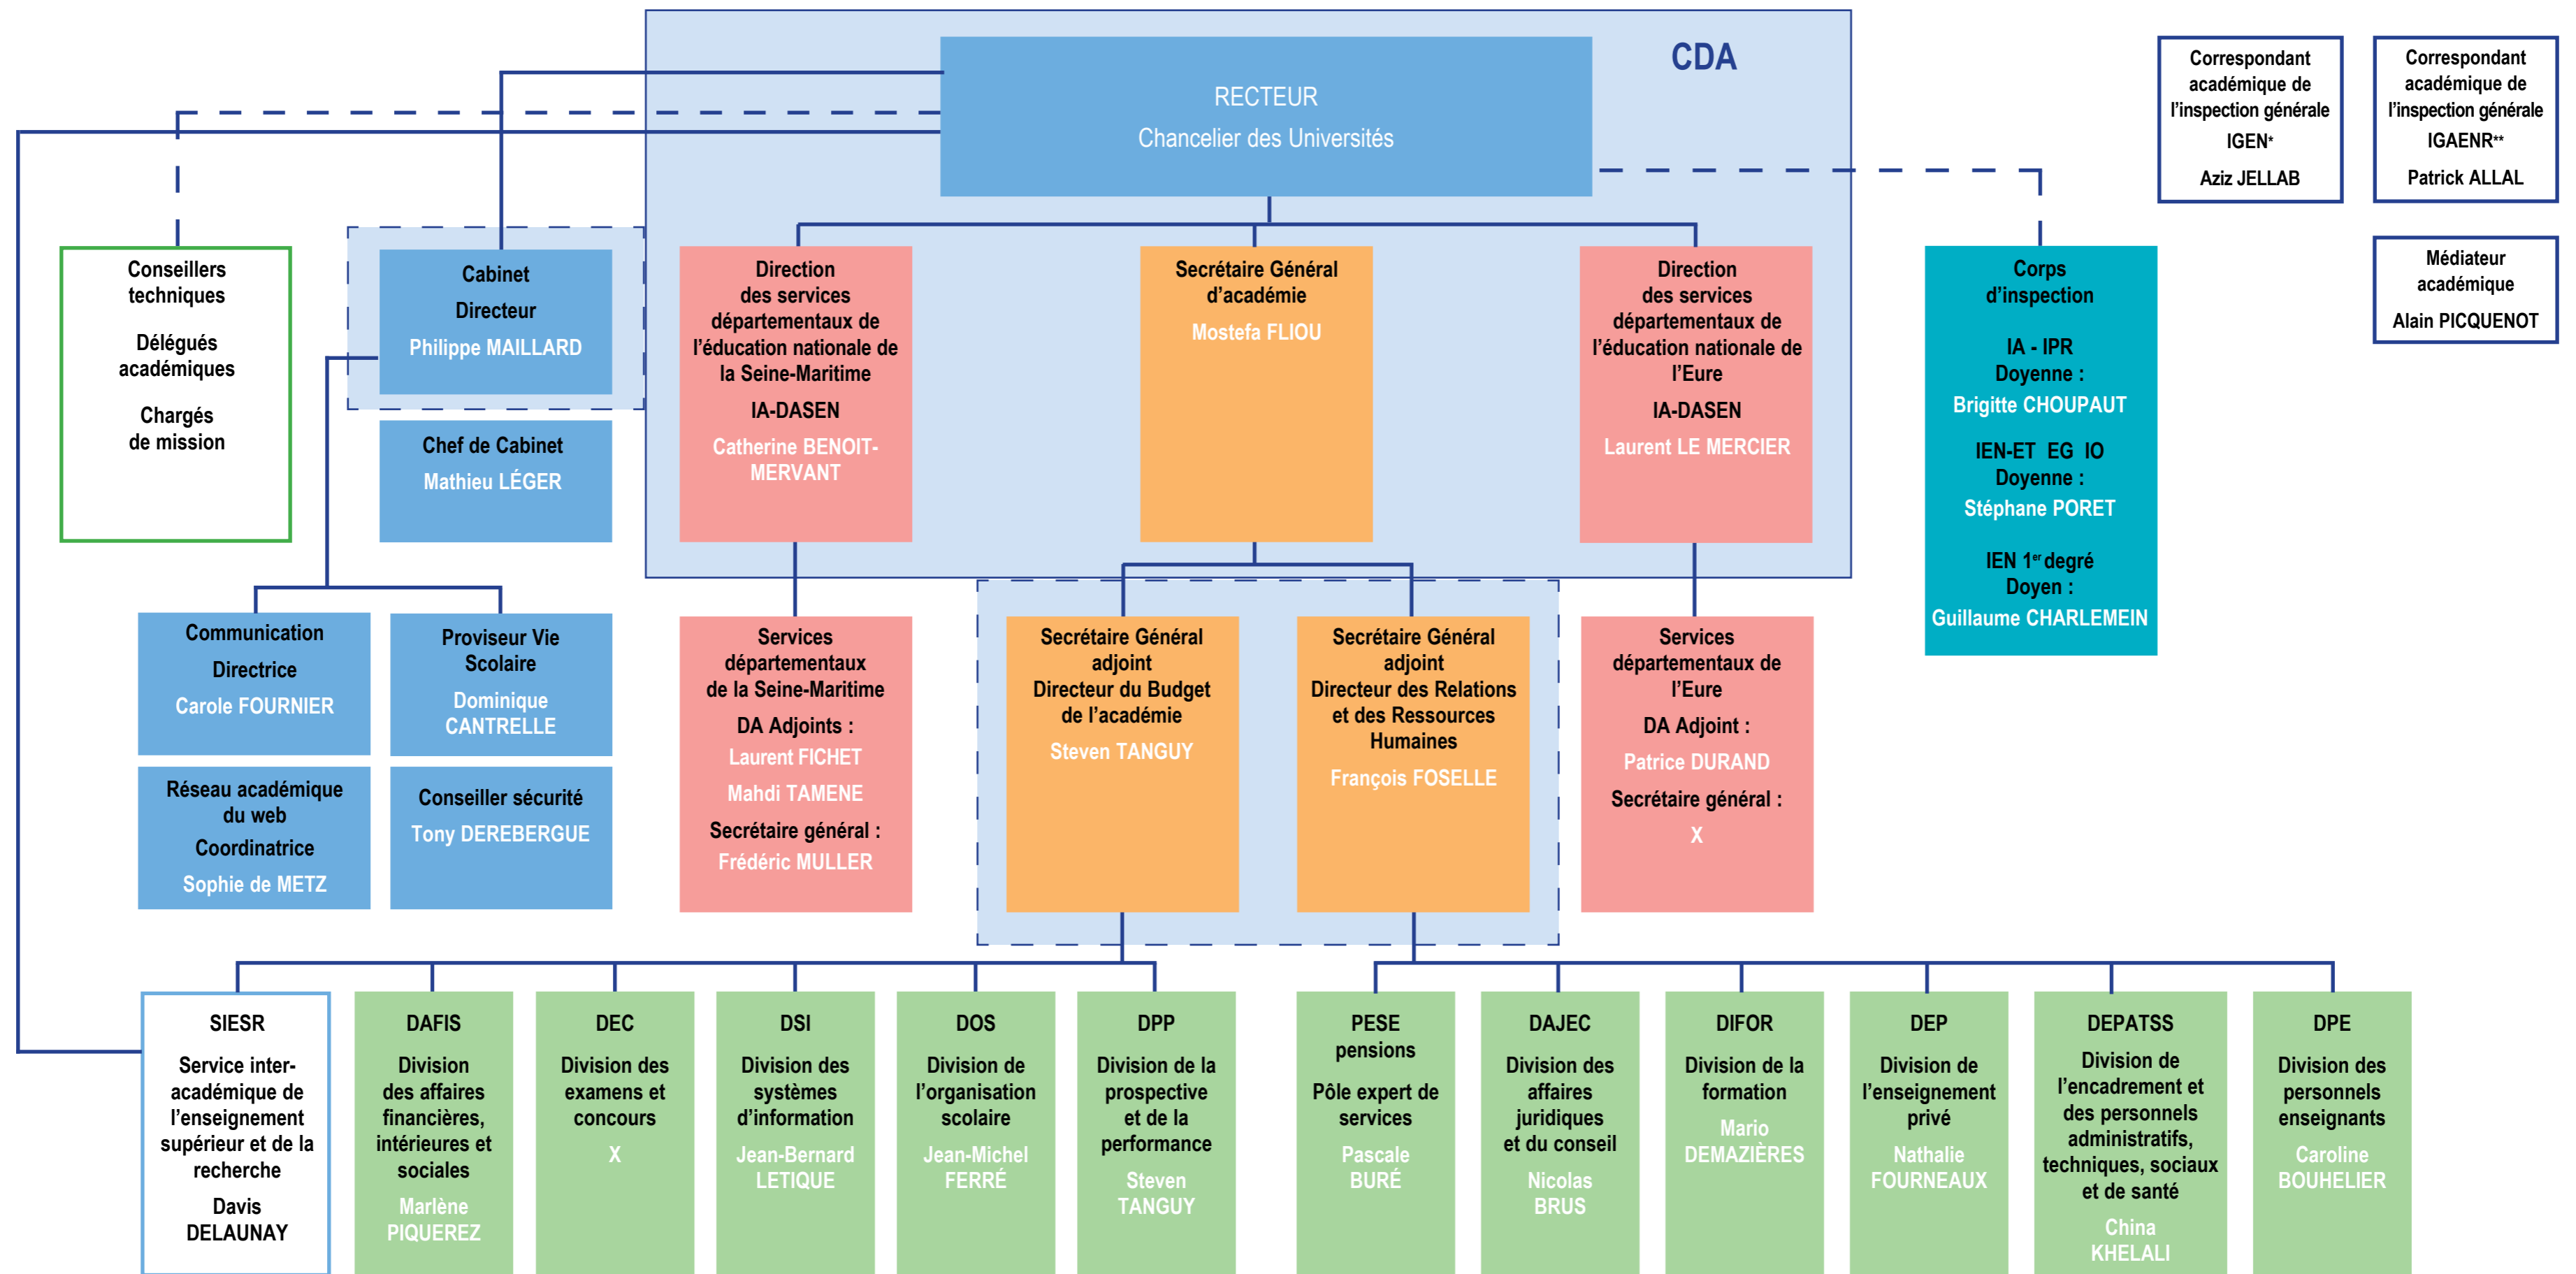 CDA
RECTEUR
Chancelier des Universités
Correspondant
académique de
l’inspection générale
IGEN*
Aziz JELLAB
Correspondant
académique de
l’inspection générale
IGAENR**
Patrick ALLAL
Médiateur
académique
Alain PICQUENOT
Conseillers
techniques
Délégués
académiques
Chargés
de mission
Cabinet
Directeur
Philippe MAILLARD
Chef de Cabinet
Mathieu LÉGER
Direction
des services
départementaux de
l’éducation nationale de
la Seine-Maritime
IA-DASEN
Catherine BENOIT-
MERVANT
Secrétaire Général
d’académie
Mostefa FLIOU
Direction
des services
départementaux de
l’éducation nationale de
l’Eure
IA-DASEN
Laurent LE MERCIER
Corps
d’inspection
IA - IPR
Doyenne :
Brigitte CHOUPAUT
IEN-ET EG IO
Doyenne :
Stéphane PORET
IEN 1er degré
Doyen :
Guillaume CHARLEMEIN
Communication
Directrice
Carole FOURNIER
Proviseur Vie
Scolaire
Dominique
CANTRELLE
Réseau académique
du web
Coordinatrice
Sophie de METZ
Conseiller sécurité
Tony DEREBERGUE
Services
départementaux
de la Seine-Maritime
DA Adjoints :
Laurent FICHET
Mahdi TAMENE
Secrétaire général :
Frédéric MULLER
Secrétaire Général
adjoint
Directeur du Budget
de l’académie
Steven TANGUY
Secrétaire Général
adjoint
Directeur des Relations
et des Ressources
Humaines
François FOSELLE
Services
départementaux de
l’Eure
DA Adjoint :
Patrice DURAND
Secrétaire général :
X
SIESR
Service inter-
académique de
l’enseignement
supérieur et de la
recherche
Davis
DELAUNAY
DAFIS
Division
des affaires
financières,
intérieures et
sociales
Marlène
PIQUEREZ
DEC
Division des
examens et
concours
X
DSI
Division des
systèmes
d’information
Jean-Bernard
LETIQUE
DOS
Division de
l’organisation
scolaire
Jean-Michel
FERRÉ
DPP
Division de la
prospective
et de la
performance
Steven
TANGUY
PESE
pensions
Pôle expert de
services
Pascale
BURÉ
DAJEC
Division des
affaires
juridiques
et du conseil
Nicolas
BRUS
DIFOR
Division de la
formation
Mario
DEMAZIÈRES
DEP
Division de
l’enseignement
privé
Nathalie
FOURNEAUX
DEPATSS
Division de
l’encadrement et
des personnels
administratifs,
techniques, sociaux
et de santé
China
KHELALI
DPE
Division des
personnels
enseignants
Caroline
BOUHELIER